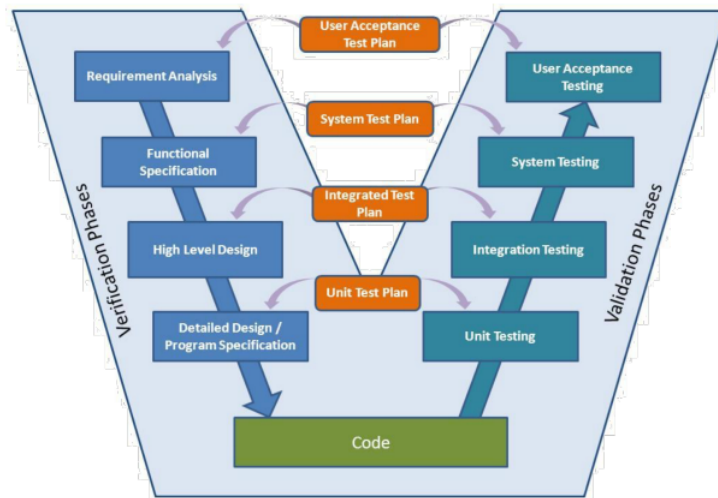 User Acceptance
Test Plan
Requirement Analysis
User Acceptance
Testing
System Test Plan
Functional
Specification
System Testing
Integrated Test
Plan
High Level Design
Integration Testing
Unit Test Plan
Detailed Design /
Program Specification
Unit Testing
Code
Verification Phases
Validation Phases